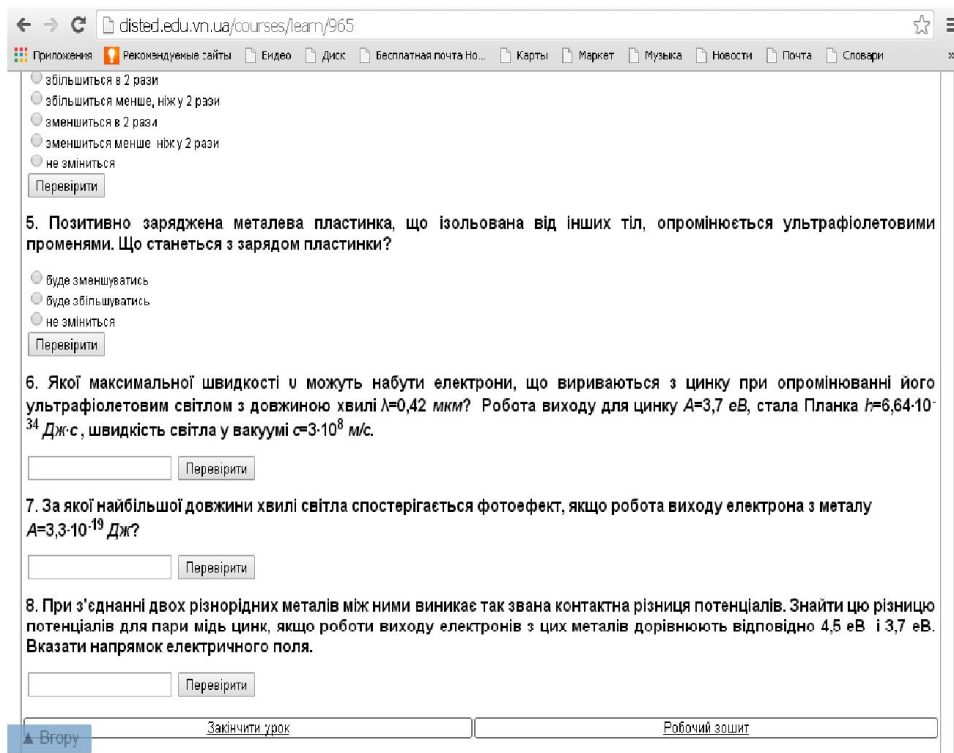 disted.edu.vn.ua/courses/learn/965
Приложения Рекомендуемые сайты Видео Диск Бесплатная почта Но... Карты Маркет Музыка Новости Почта Словари »
збільшиться в 2 рази
збільшиться менше, ніж у 2 рази
зменшиться в 2 рази
зменшиться менше ніж у 2 рази
не зміниться
Перевірити
5. Позитивно заряджена металева пластинка, що ізольована від інших тіл, опромінюється ультрафіолетовими
променями. Що станеться з зарядом пластинки?
буде зменшуватись
буде збільшуватись
не зміниться
Перевірити
6. Якої максимальної швидкості υ можуть набути електрони, що вириваються з цинку при опромінюванні його
ультрафіолетовим світлом з довжиною хвилі λ=0,42 мкм? Робота виходу для цинку A=3,7 еВ, стала Планка h=6,64·10⁻
³⁴ Дж·с , швидкість світла у вакуумі c=3·10⁸ м/с.
Перевірити
7. За якої найбільшої довжини хвилі світла спостерігається фотоефект, якщо робота виходу електрона з металу
A=3,3·10⁻¹⁹ Дж?
Перевірити
8. При з'єднанні двох різнорідних металів між ними виникає так звана контактна різниця потенціалів. Знайти цю різницю
потенціалів для пари мідь цинк, якщо роботи виходу електронів з цих металів дорівнюють відповідно 4,5 еВ і 3,7 еВ.
Вказати напрямок електричного поля.
Перевірити
Закінчити урок Робочий зошит
▲ Вгору